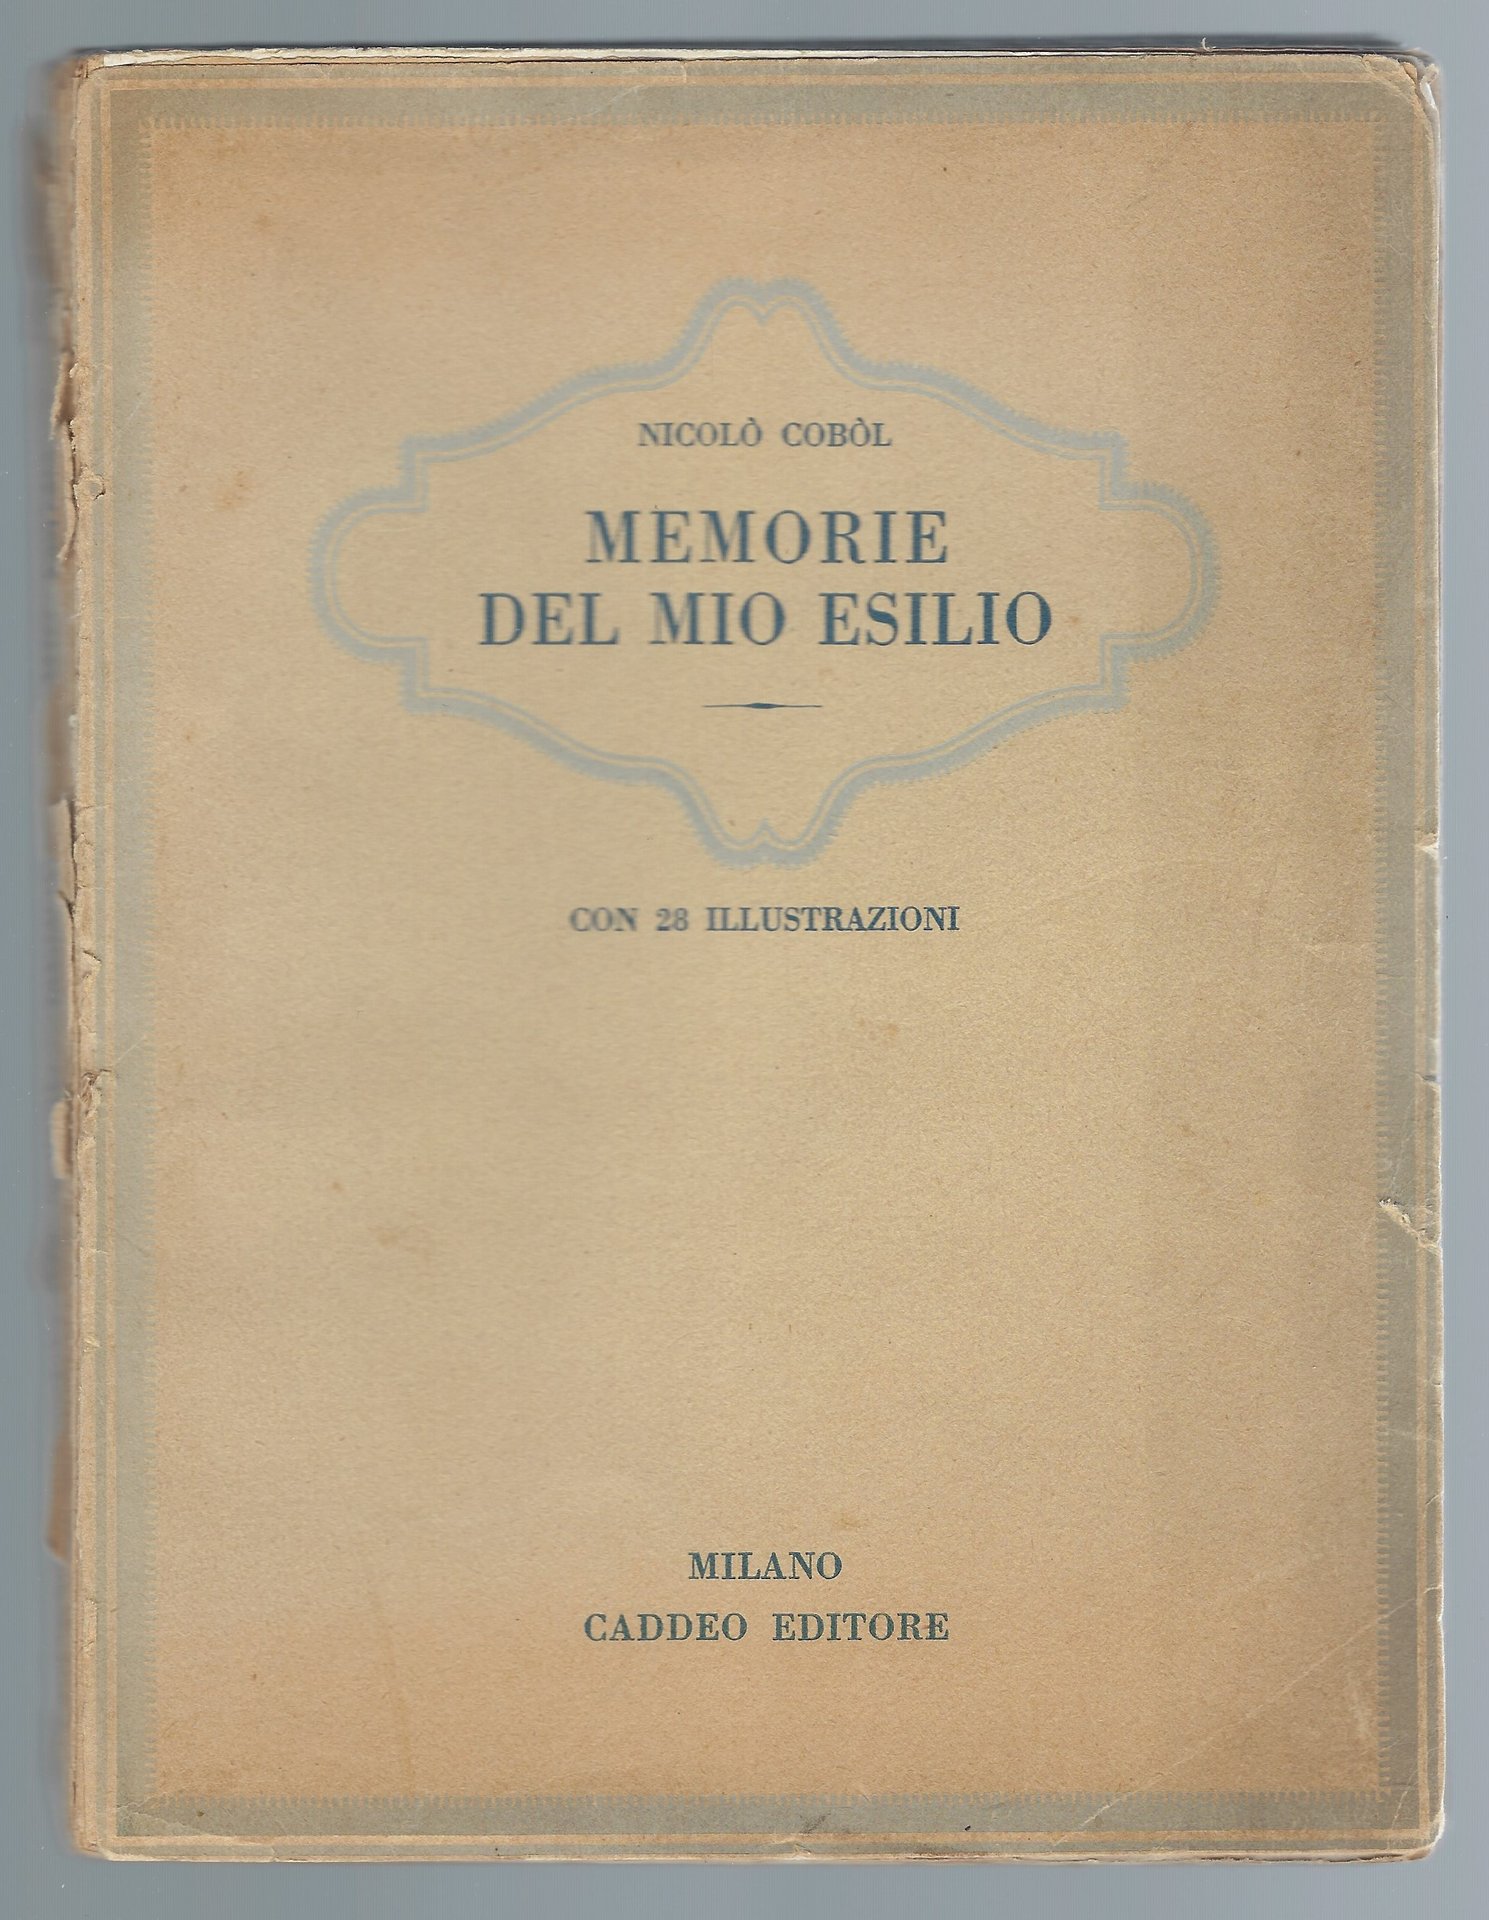 NICOLÒ COBÒL
MEMORIE
DEL MIO ESILIO
CON 28 ILLUSTRAZIONI
MILANO
CADDEO EDITORE